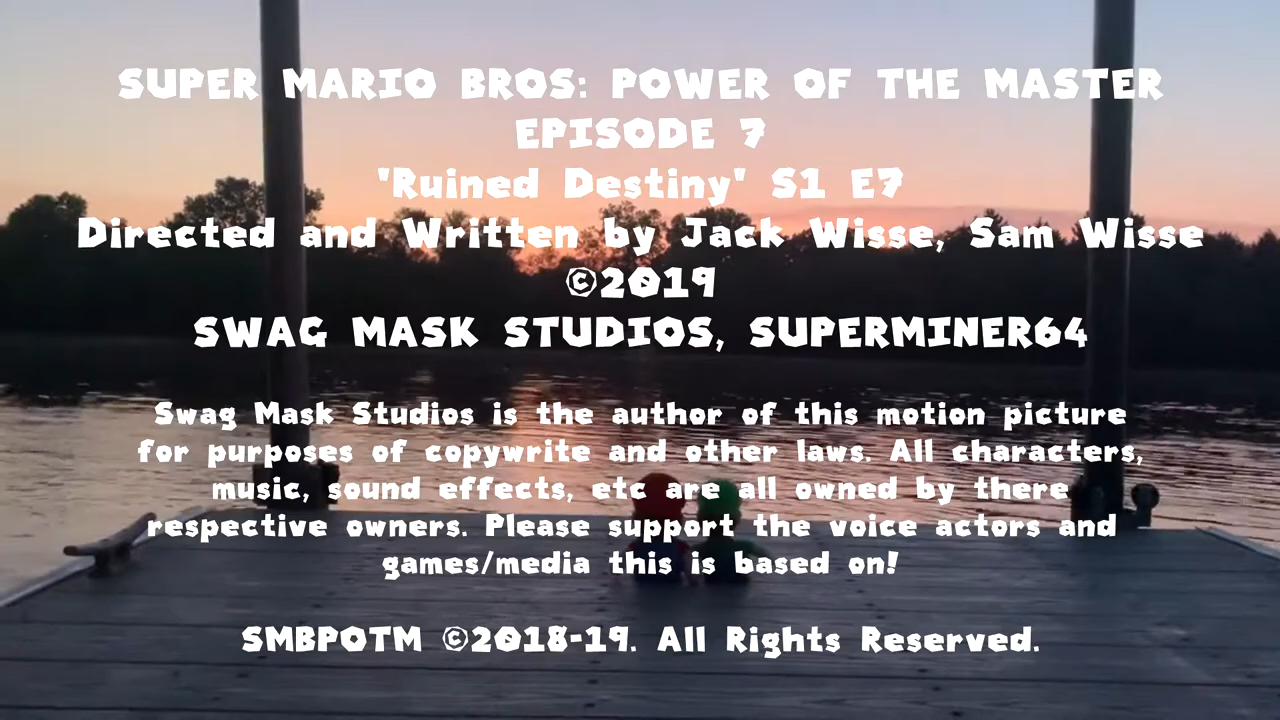 SUPER MARIO BROS: POWER OF THE MASTER
EPISODE 7
'Ruined Destiny' S1 E7
Directed and Written by Jack Wisse, Sam Wisse
©2019
SWAG MASK STUDIOS, SUPERMINER64
Swag Mask Studios is the author of this motion picture
for purposes of copywrite and other laws. All characters,
music, sound effects, etc are all owned by there
respective owners. Please support the voice actors and
games/media this is based on!
SMBPOTM ©2018-19. All Rights Reserved.